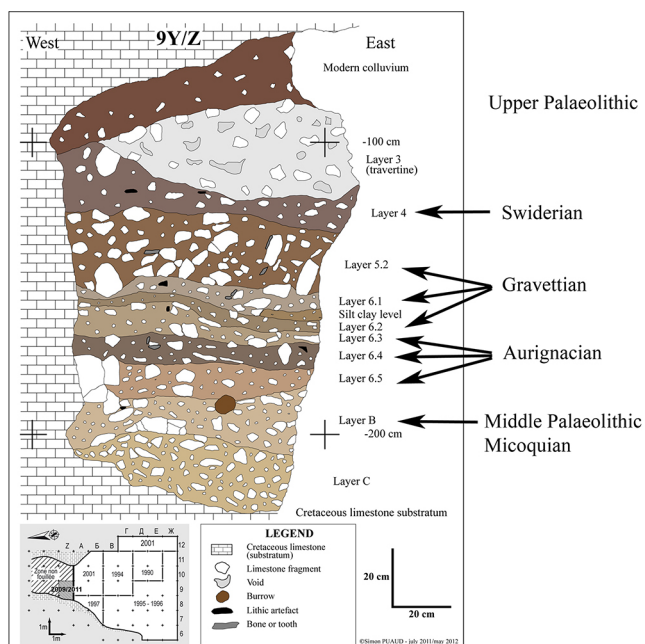 West
9Y/Z
East
Modern colluvium
Upper Palaeolithic
-100 cm
Layer 3
(travertine)
Layer 4
Swiderian
Layer 5.2
Gravettian
Layer 6.1
Silt clay level
Layer 6.2
Layer 6.3
Layer 6.4
Aurignacian
Layer 6.5
Layer B
Middle Palaeolithic
Micoquian
-200 cm
Layer C
Cretaceous limestone substratum
Г Д Е Ж
Z А Б В
2001
12
11
10
9
8
7
6
Zone non
fouillée
2001
1994
1990
2009/2011
1997
1995 - 1996
1m
1m
LEGEND
Cretaceous limestone
(substratum)
Limestone fragment
Void
Burrow
Lithic artefact
Bone or tooth
20 cm
20 cm
©Simon PUAUD - july 2011/may 2012